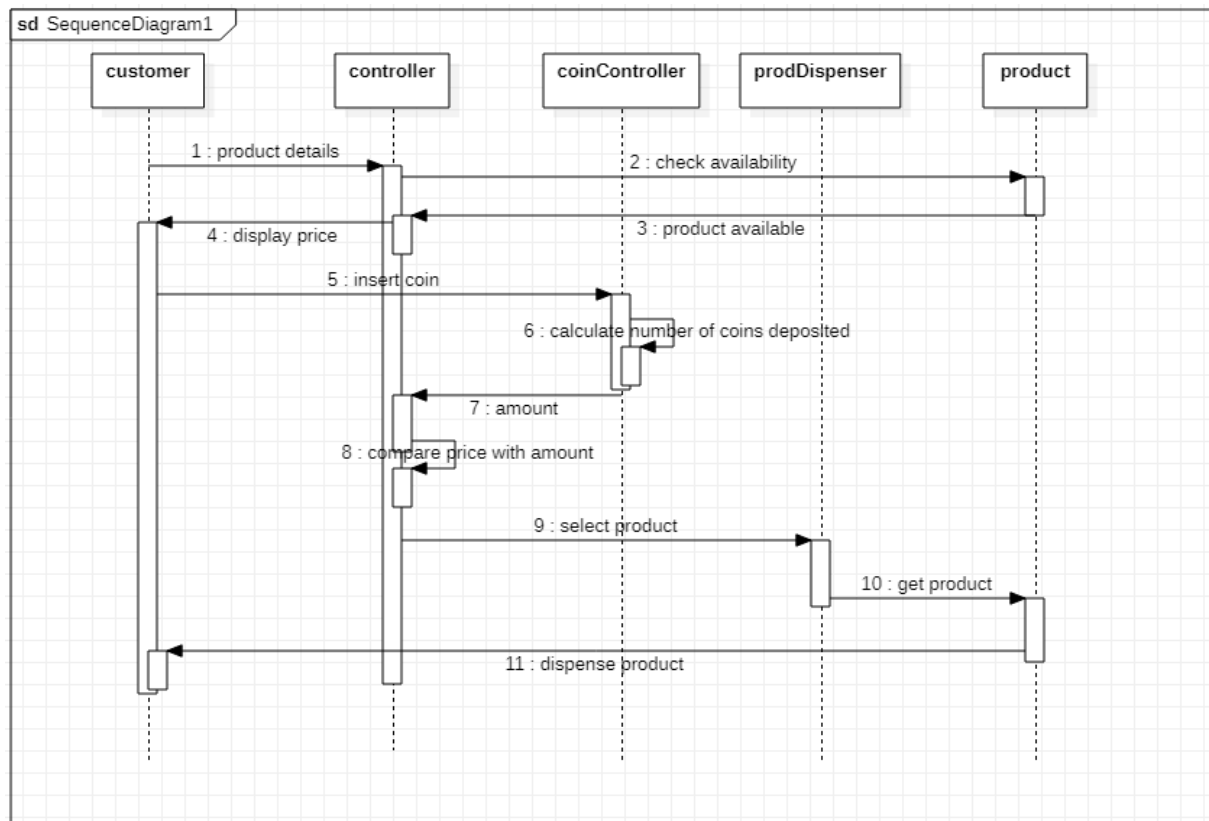 sd SequenceDiagram1
customer
controller
coinController
prodDispenser
product
1 : product details
2 : check availability
3 : product available
4 : display price
5 : insert coin
6 : calculate number of coins deposited
7 : amount
8 : compare price with amount
9 : select product
10 : get product
11 : dispense product